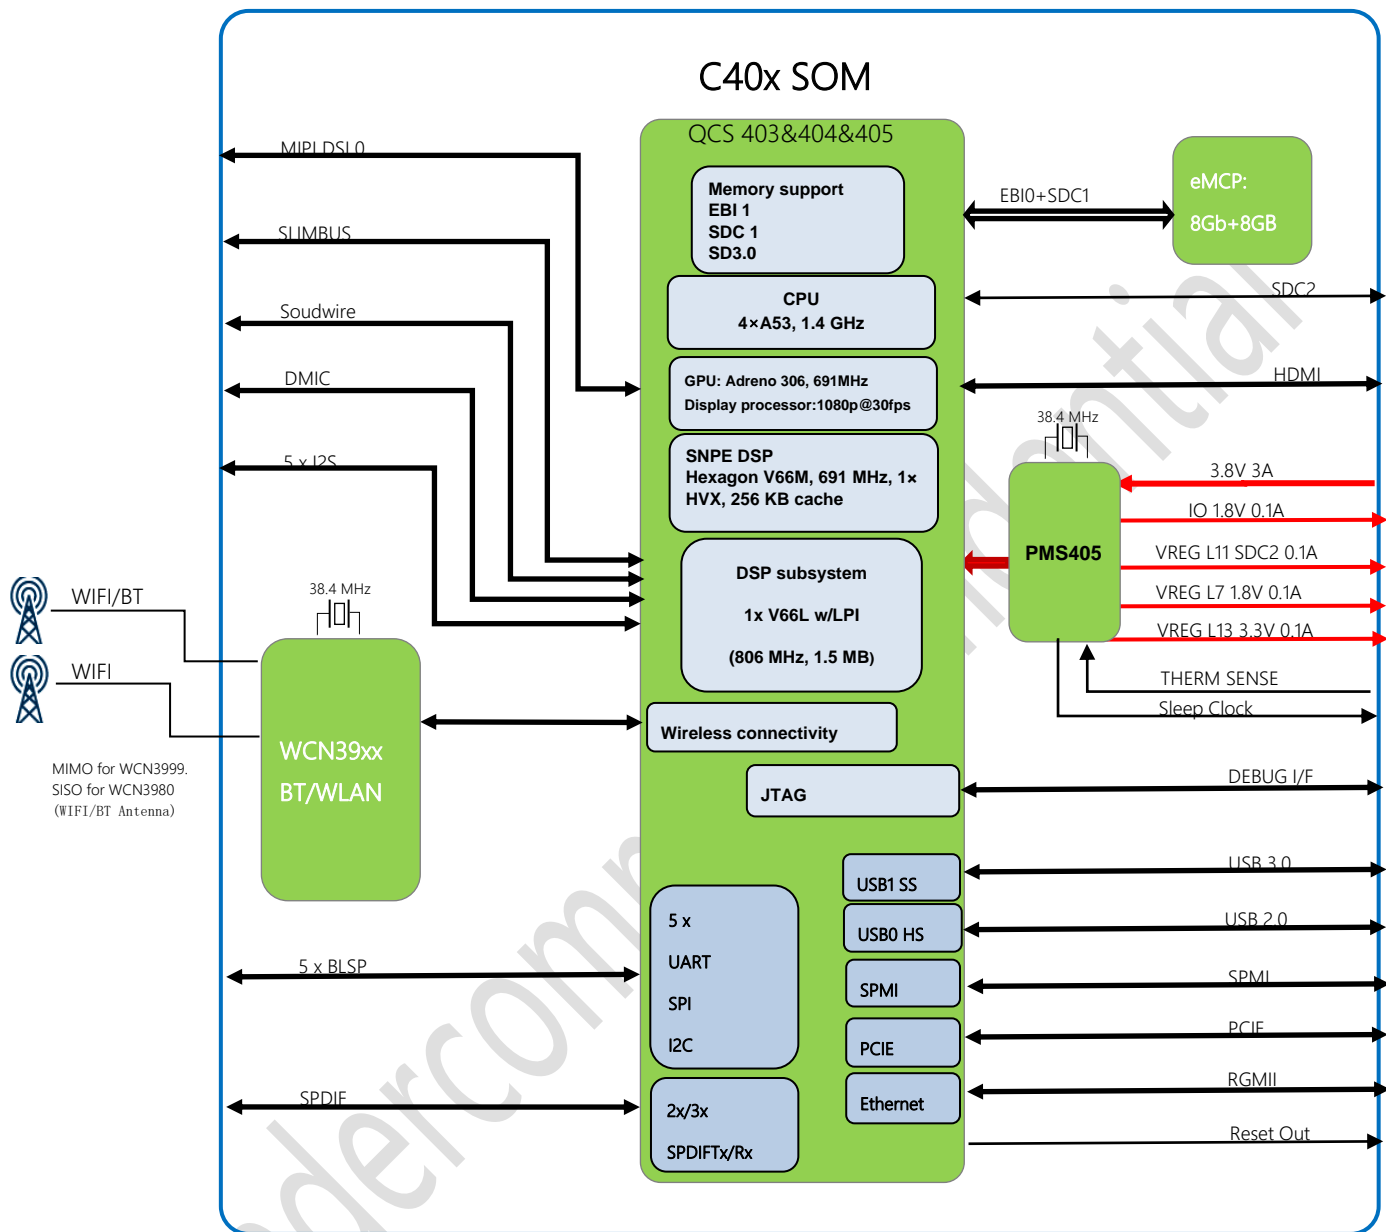 C40x SOM
QCS 403&404&405
MIPI DSI 0
SLIMBUS
Soudwire
DMIC
5 x I2S
Memory support
EBI 1
SDC 1
SD3.0
CPU
4×A53, 1.4 GHz
GPU: Adreno 306, 691MHz
Display processor:1080p@30fps
SNPE DSP
Hexagon V66M, 691 MHz, 1×
HVX, 256 KB cache
DSP subsystem
1x V66L w/LPI
(806 MHz, 1.5 MB)
Wireless connectivity
JTAG
EBI0+SDC1
eMCP:
8Gb+8GB
SDC2
HDMI
38.4 MHz
PMS405
3.8V 3A
IO 1.8V 0.1A
VREG L11 SDC2 0.1A
VREG L7 1.8V 0.1A
VREG L13 3.3V 0.1A
THERM SENSE
Sleep Clock
WIFI/BT
WIFI
38.4 MHz
WCN39xx
BT/WLAN
MIMO for WCN3999.
SISO for WCN3980
(WIFI/BT Antenna)
DEBUG I/F
USB1 SS
USB 3.0
USB0 HS
USB 2.0
SPMI
SPMI
PCIE
PCIE
Ethernet
RGMII
Reset Out
5 x BLSP
5 x
UART
SPI
I2C
SPDIF
2x/3x
SPDIFTx/Rx